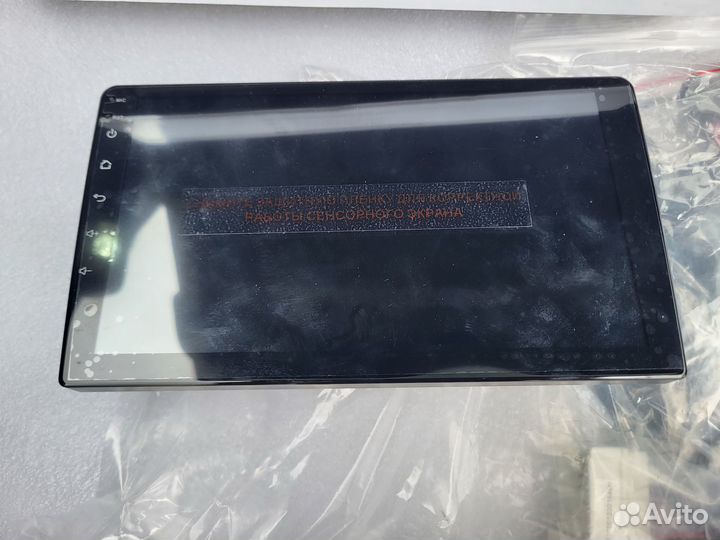 MIC
СНИМИТЕ ЗАЩИТНУЮ ПЛЕНКУ ДЛЯ КОРРЕКТНОЙ
РАБОТЫ СЕНСОРНОГО ЭКРАНА
Avito